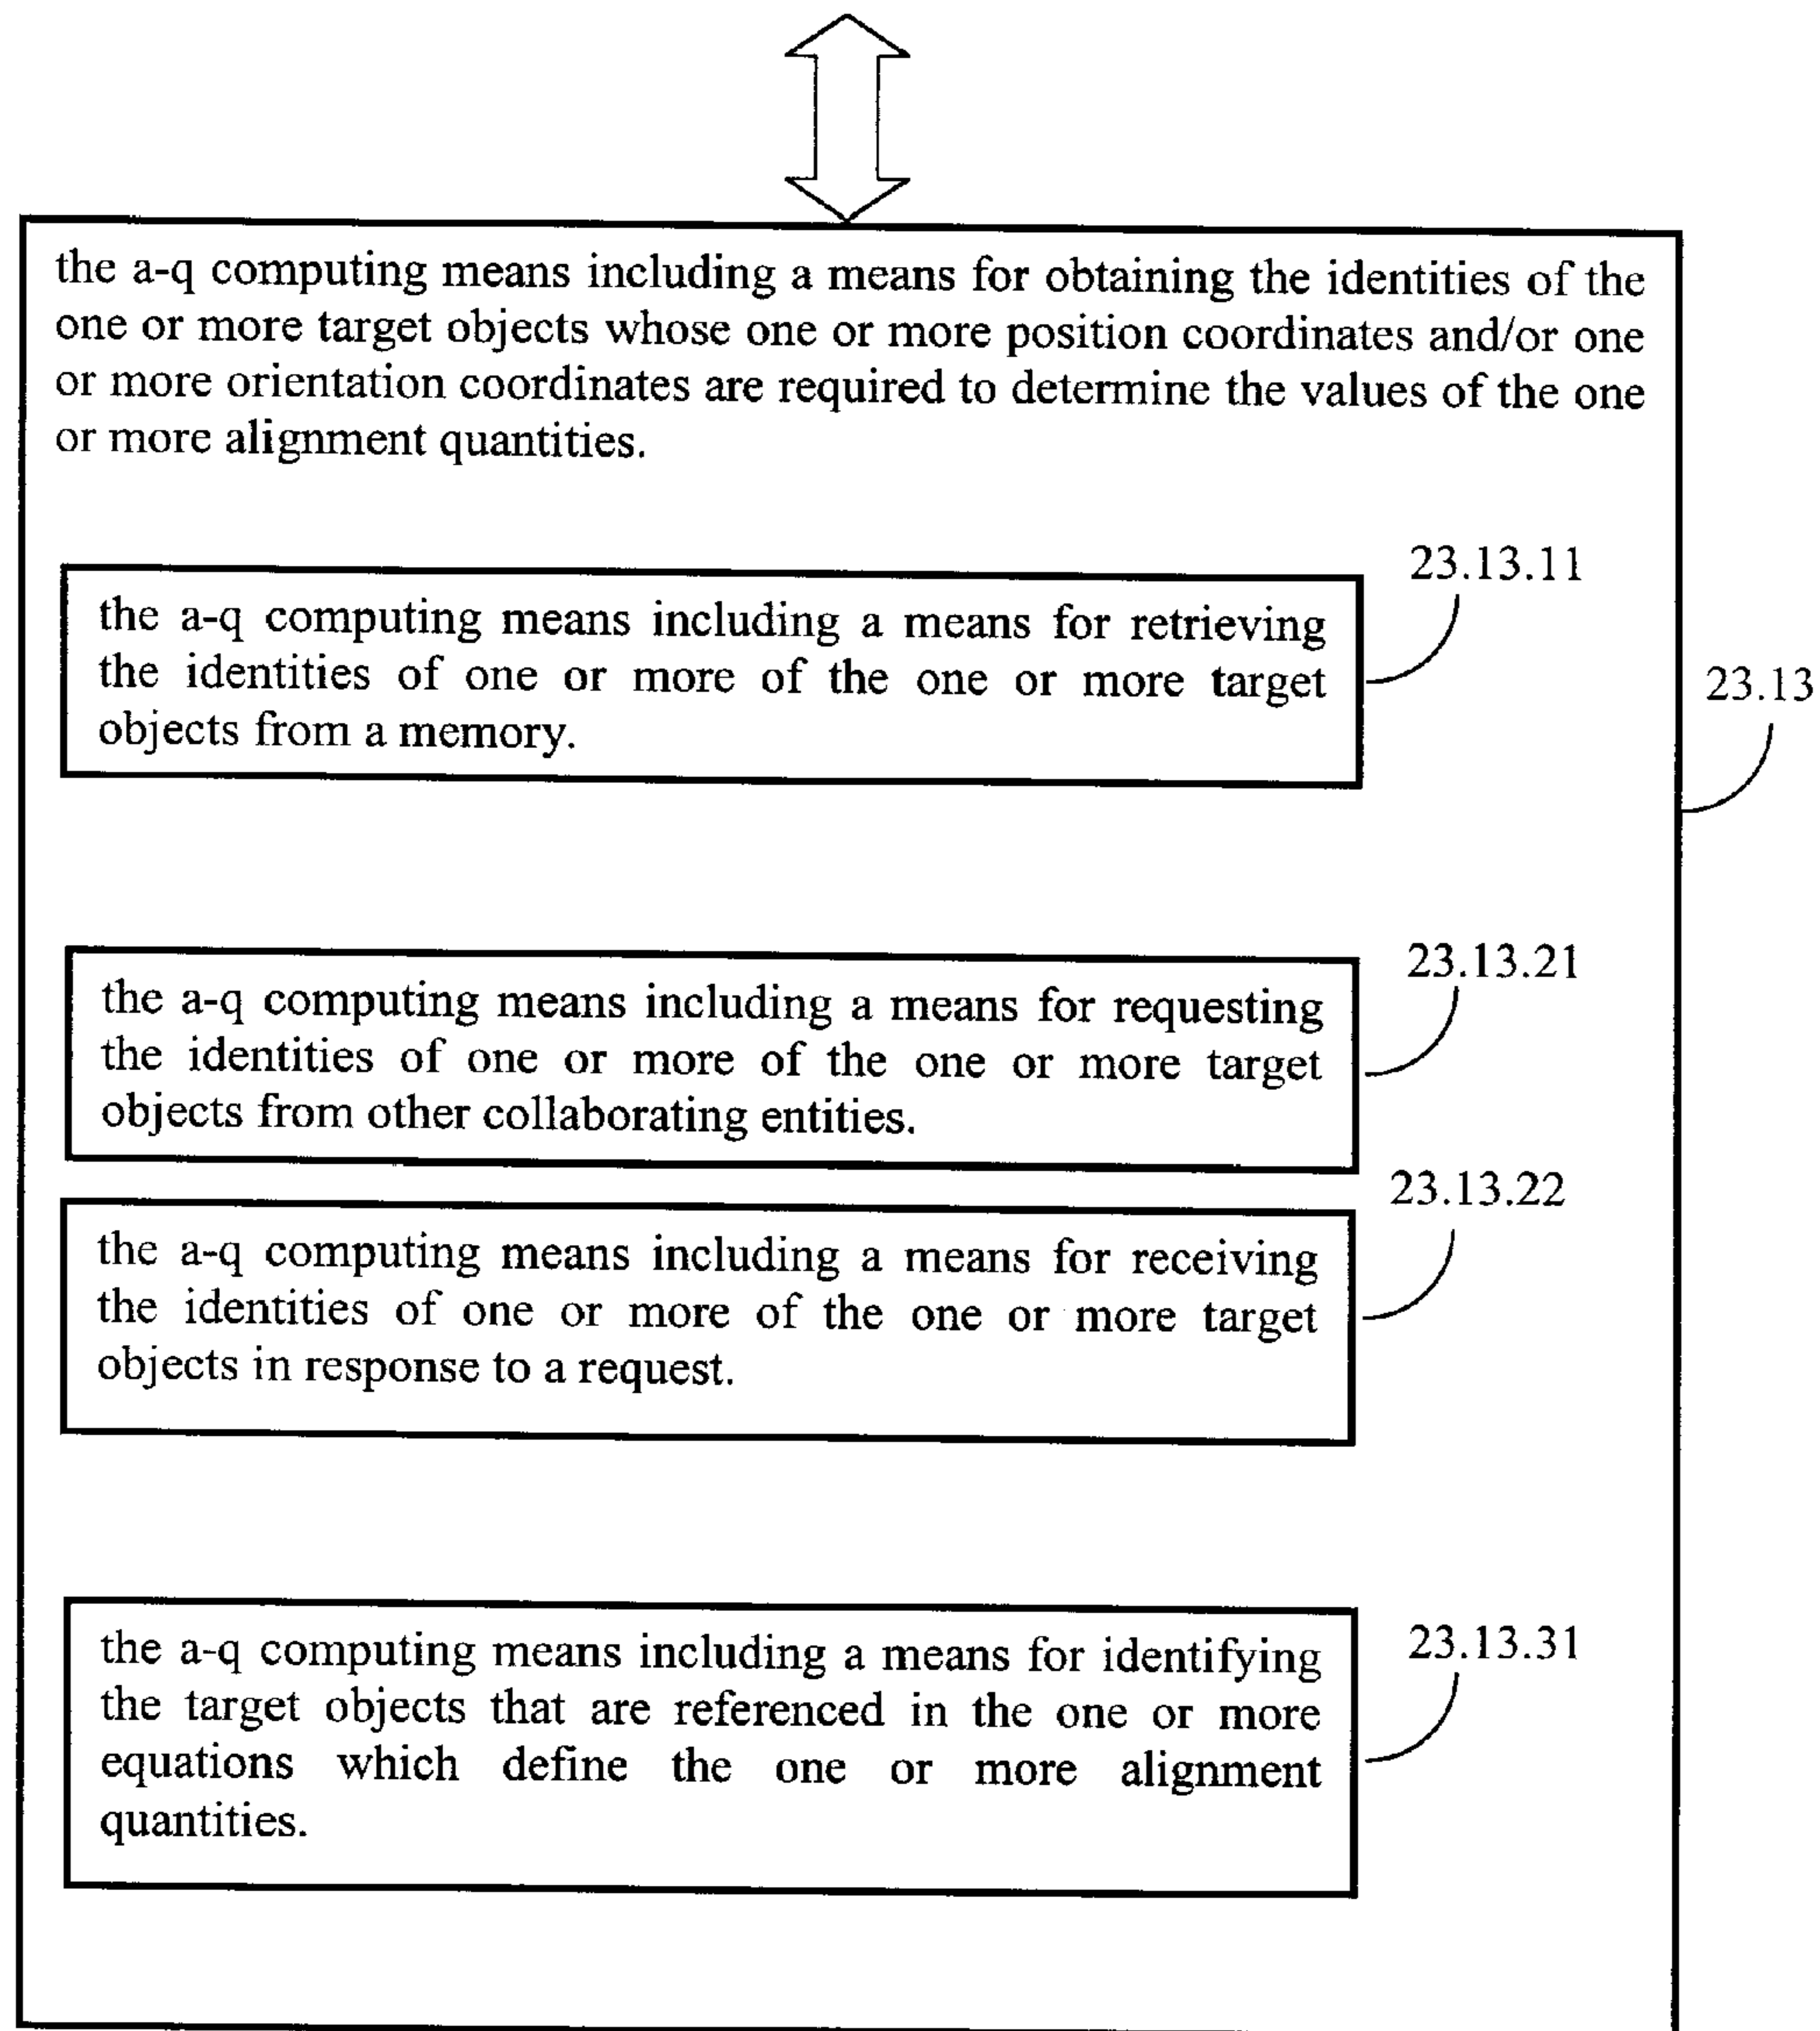 the a-q computing means including a means for obtaining the identities of the
one or more target objects whose one or more position coordinates and/or one
or more orientation coordinates are required to determine the values of the one
or more alignment quantities.
23.13.11
the a-q computing means including a means for retrieving
the identities of one or more of the one or more target
objects from a memory.
23.13
23.13.21
the a-q computing means including a means for requesting
the identities of one or more of the one or more target
objects from other collaborating entities.
23.13.22
the a-q computing means including a means for receiving
the identities of one or more of the one or more target
objects in response to a request.
23.13.31
the a-q computing means including a means for identifying
the target objects that are referenced in the one or more
equations which define the one or more alignment
quantities.